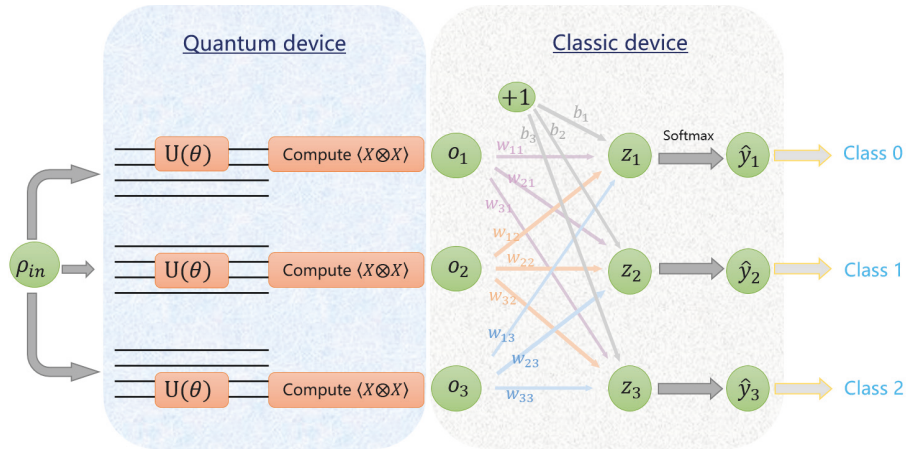 Quantum device
Classic device
+1
b₁
b₂
b₃
U(θ)
Compute ⟨X⊗X⟩
o₁
w₁₁
w₂₁
w₃₁
z₁
Softmax
ŷ₁
Class 0
ρᵢₙ
U(θ)
Compute ⟨X⊗X⟩
o₂
w₁₂
w₂₂
w₃₂
z₂
ŷ₂
Class 1
U(θ)
Compute ⟨X⊗X⟩
o₃
w₁₃
w₂₃
w₃₃
z₃
ŷ₃
Class 2